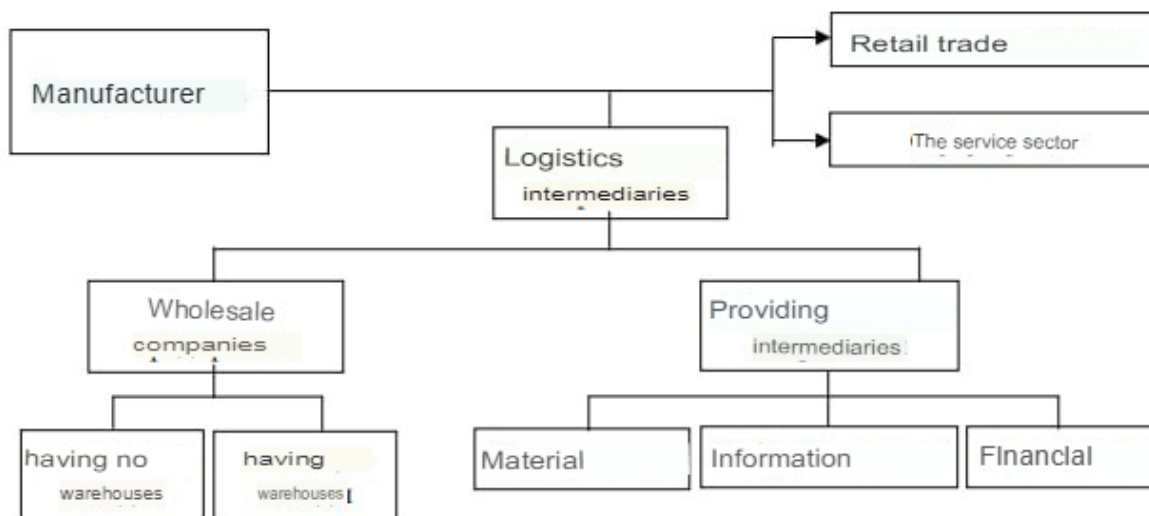 Manufacturer
Retail trade
The service sector
Logistics
intermediaries
Wholesale
companies
Providing
intermediaries
having no
warehouses
having
warehouses
Material
Information
FInancIal